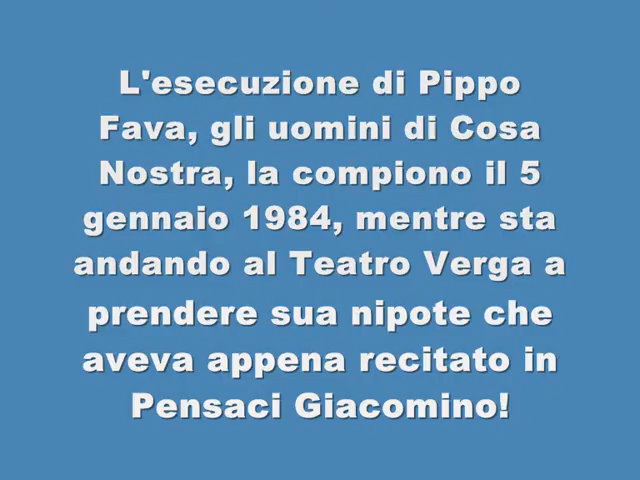 L'esecuzione di Pippo
Fava, gli uomini di Cosa
Nostra, la compiono il 5
gennaio 1984, mentre sta
andando al Teatro Verga a
prendere sua nipote che
aveva appena recitato in
Pensaci Giacomino!